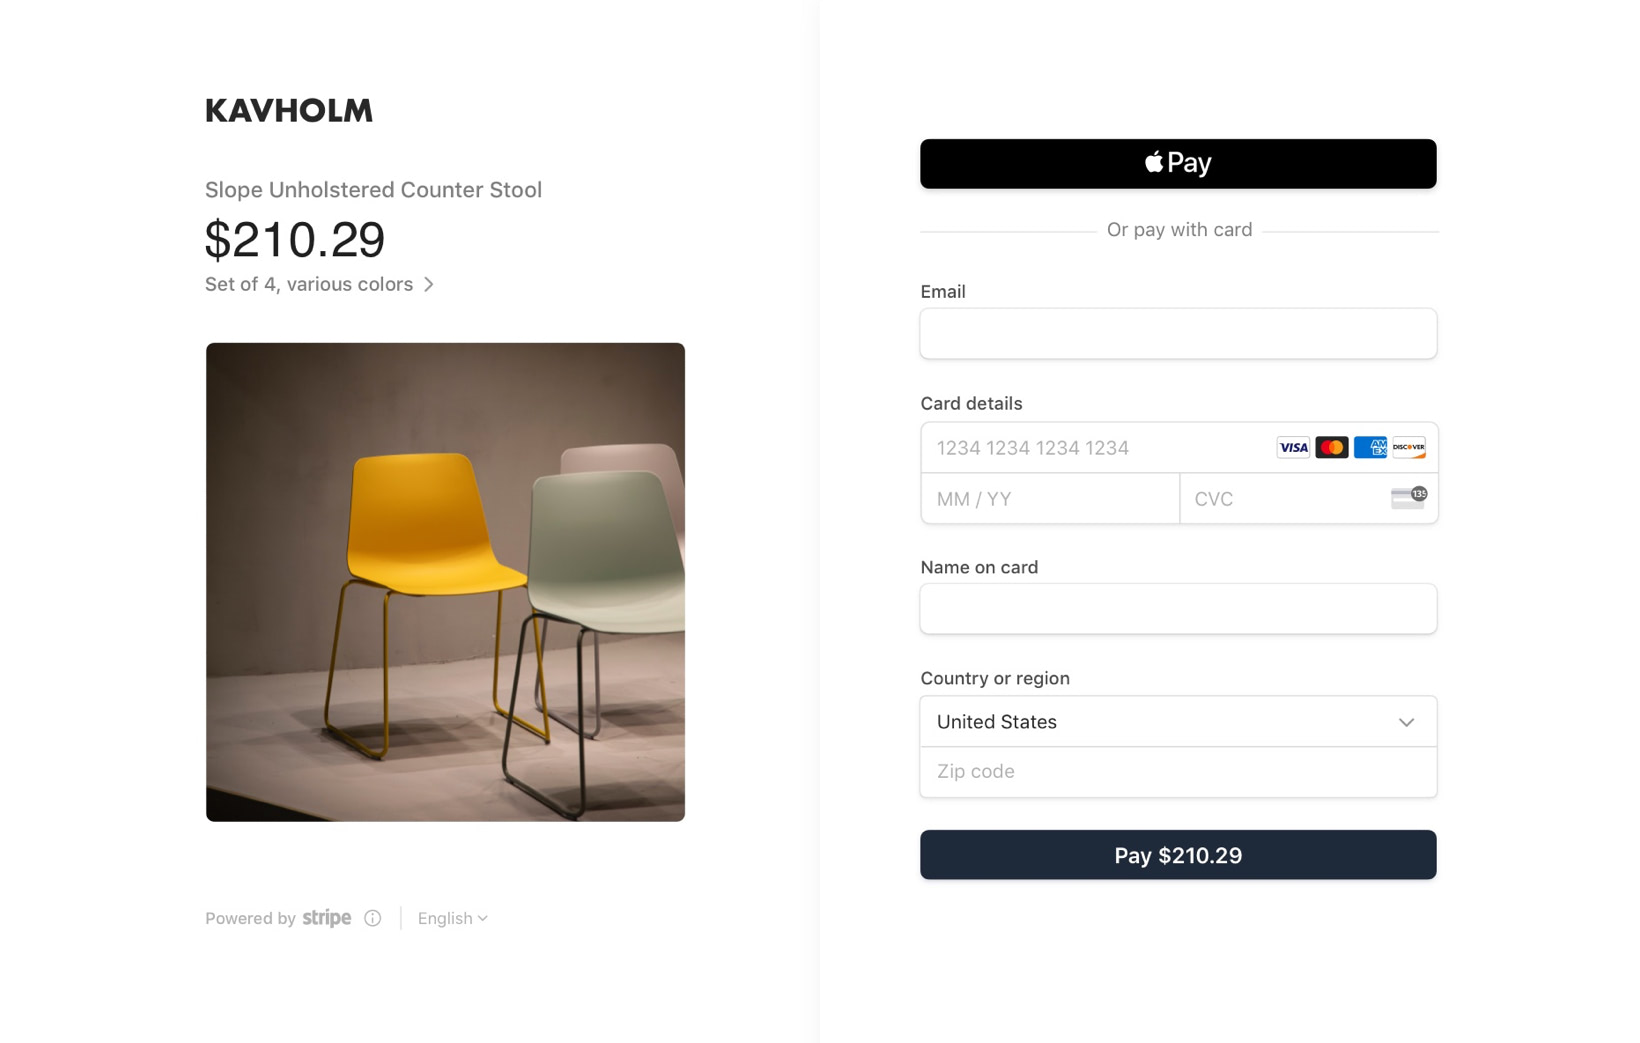 KAVHOLM
Slope Unholstered Counter Stool
$210.29
Set of 4, various colors
Powered by stripe
English
Pay
Or pay with card
Email
Card details
1234 1234 1234 1234
VISA
AM
EX
DISCOVER
MM / YY
CVC
135
Name on card
Country or region
United States
Zip code
Pay $210.29